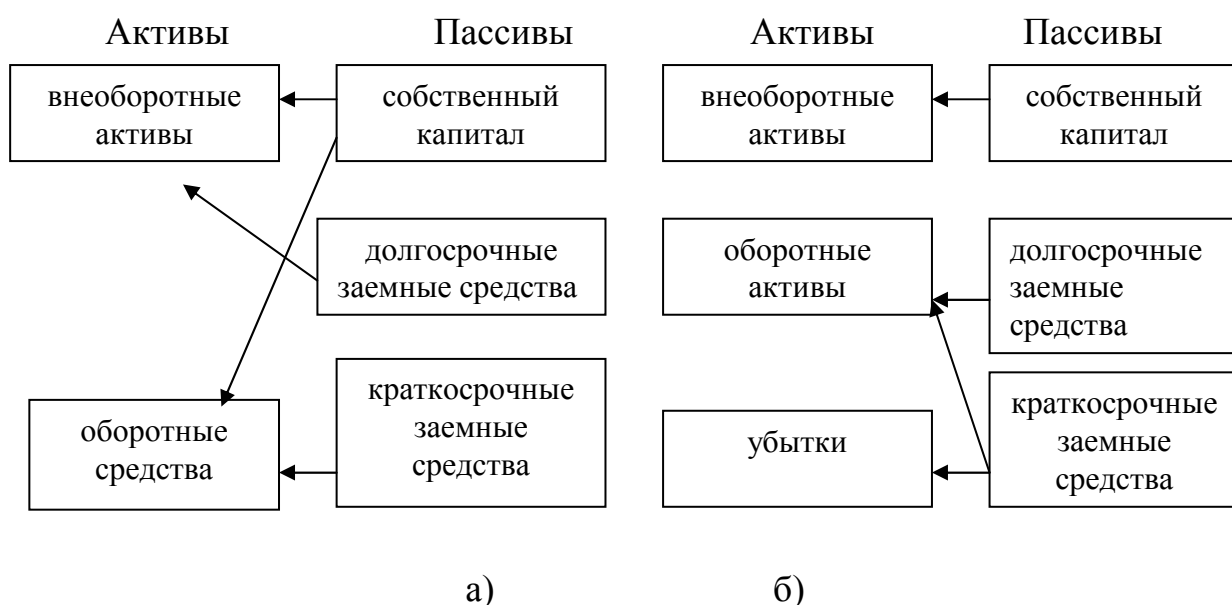 Активы
Пассивы
внеоборотные
активы
собственный
капитал
долгосрочные
заемные средства
краткосрочные
заемные
средства
оборотные
средства
а)
Активы
Пассивы
внеоборотные
активы
собственный
капитал
оборотные
активы
долгосрочные
заемные
средства
убытки
краткосрочные
заемные
средства
б)